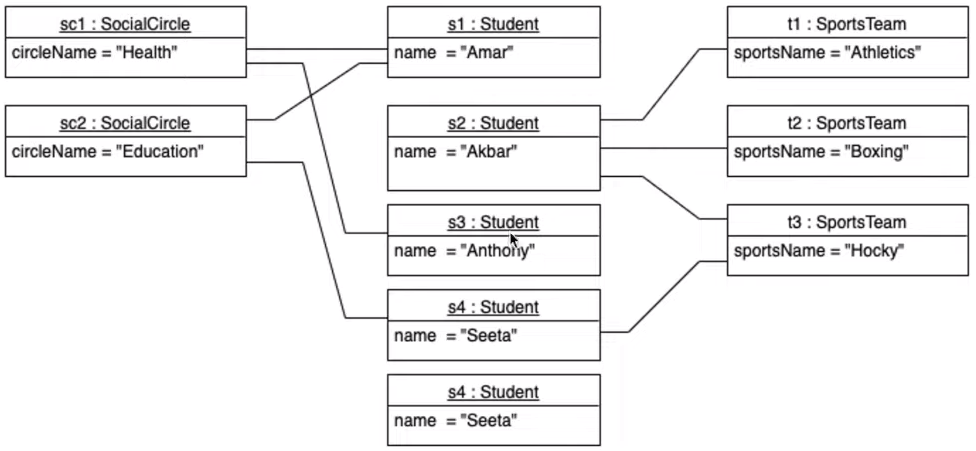 sc1 : SocialCircle
circleName = "Health"
sc2 : SocialCircle
circleName = "Education"
s1 : Student
name = "Amar"
s2 : Student
name = "Akbar"
s3 : Student
name = "Anthony"
s4 : Student
name = "Seeta"
s4 : Student
name = "Seeta"
t1 : SportsTeam
sportsName = "Athletics"
t2 : SportsTeam
sportsName = "Boxing"
t3 : SportsTeam
sportsName = "Hocky"